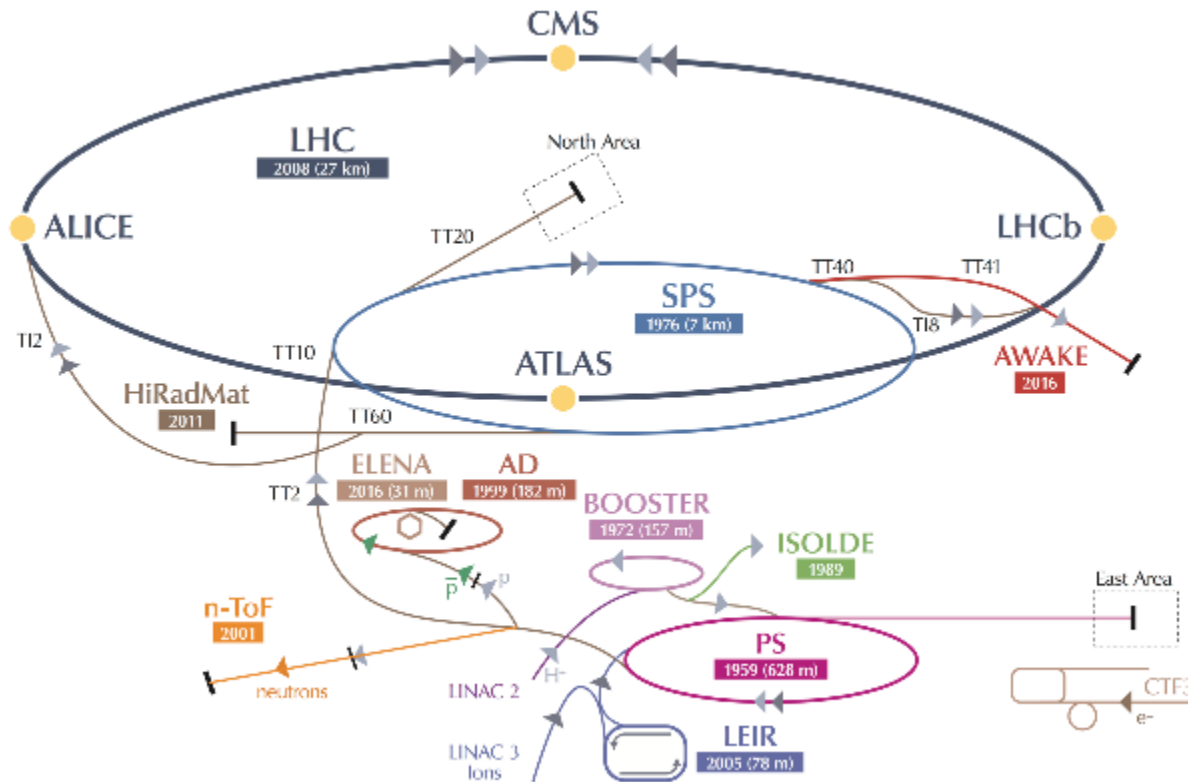 CMS
LHC
2008 (27 km)
North Area
ALICE
LHCb
TT20
TT40
TT41
SPS
1976 (7 km)
TI2
TI8
TT10
ATLAS
AWAKE
2016
HiRadMat
2011
TT60
ELENA
2016 (31 m)
AD
1999 (182 m)
TT2
BOOSTER
1972 (157 m)
ISOLDE
1989
p̅
p
East Area
n-ToF
2001
PS
1959 (628 m)
neutrons
H⁻
LINAC 2
CTF3
e-
LEIR
2005 (78 m)
LINAC 3
Ions